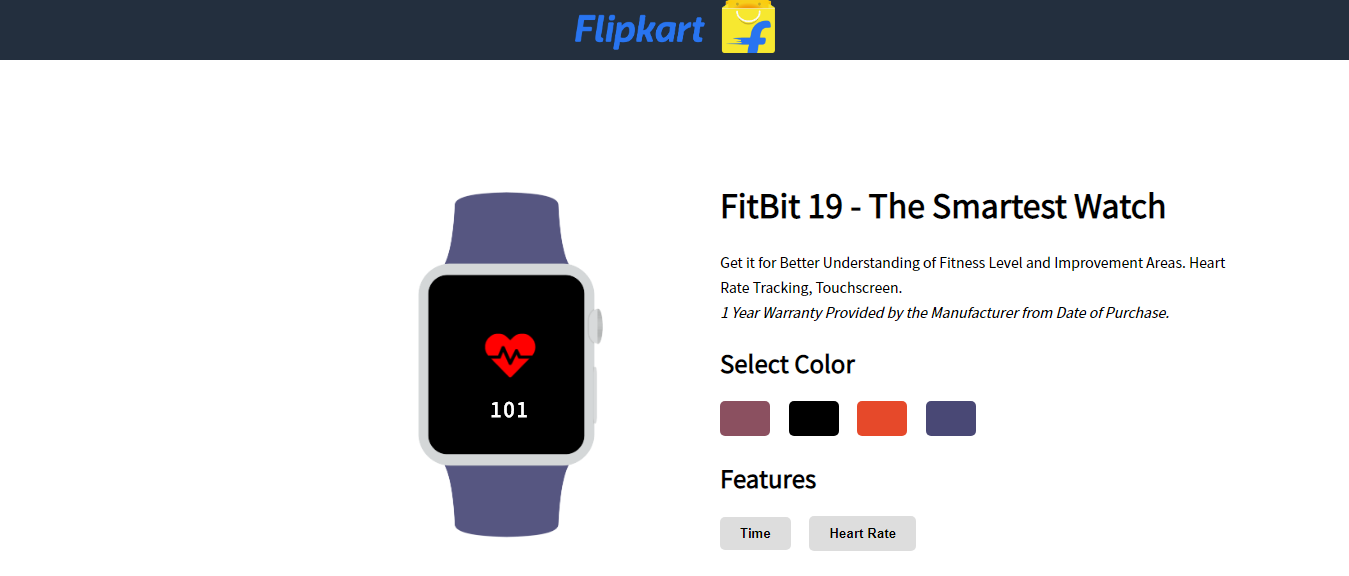 Flipkart
FitBit 19 - The Smartest Watch
Get it for Better Understanding of Fitness Level and Improvement Areas. Heart
Rate Tracking, Touchscreen.
1 Year Warranty Provided by the Manufacturer from Date of Purchase.
101
Select Color
Features
Time
Heart Rate